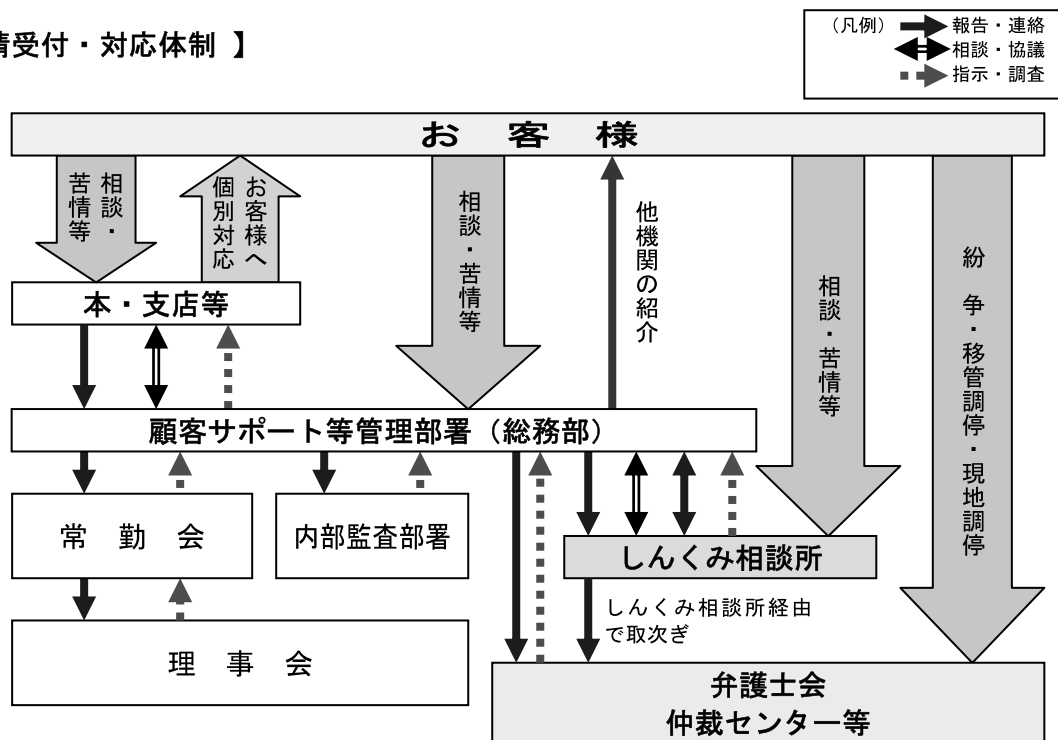 情受付・対応体制 】
（凡例）
報告・連絡
相談・協議
指示・調査
お 客 様
相談・
苦情等
お客様へ
個別対応
相談・苦情等
他機関の紹介
相談・苦情等
紛 争・移管調停・現地調停
本・支店等
顧客サポート等管理部署（総務部）
常 勤 会
内部監査部署
しんくみ相談所
しんくみ相談所経由
で取次ぎ
理 事 会
弁護士会
仲裁センター等